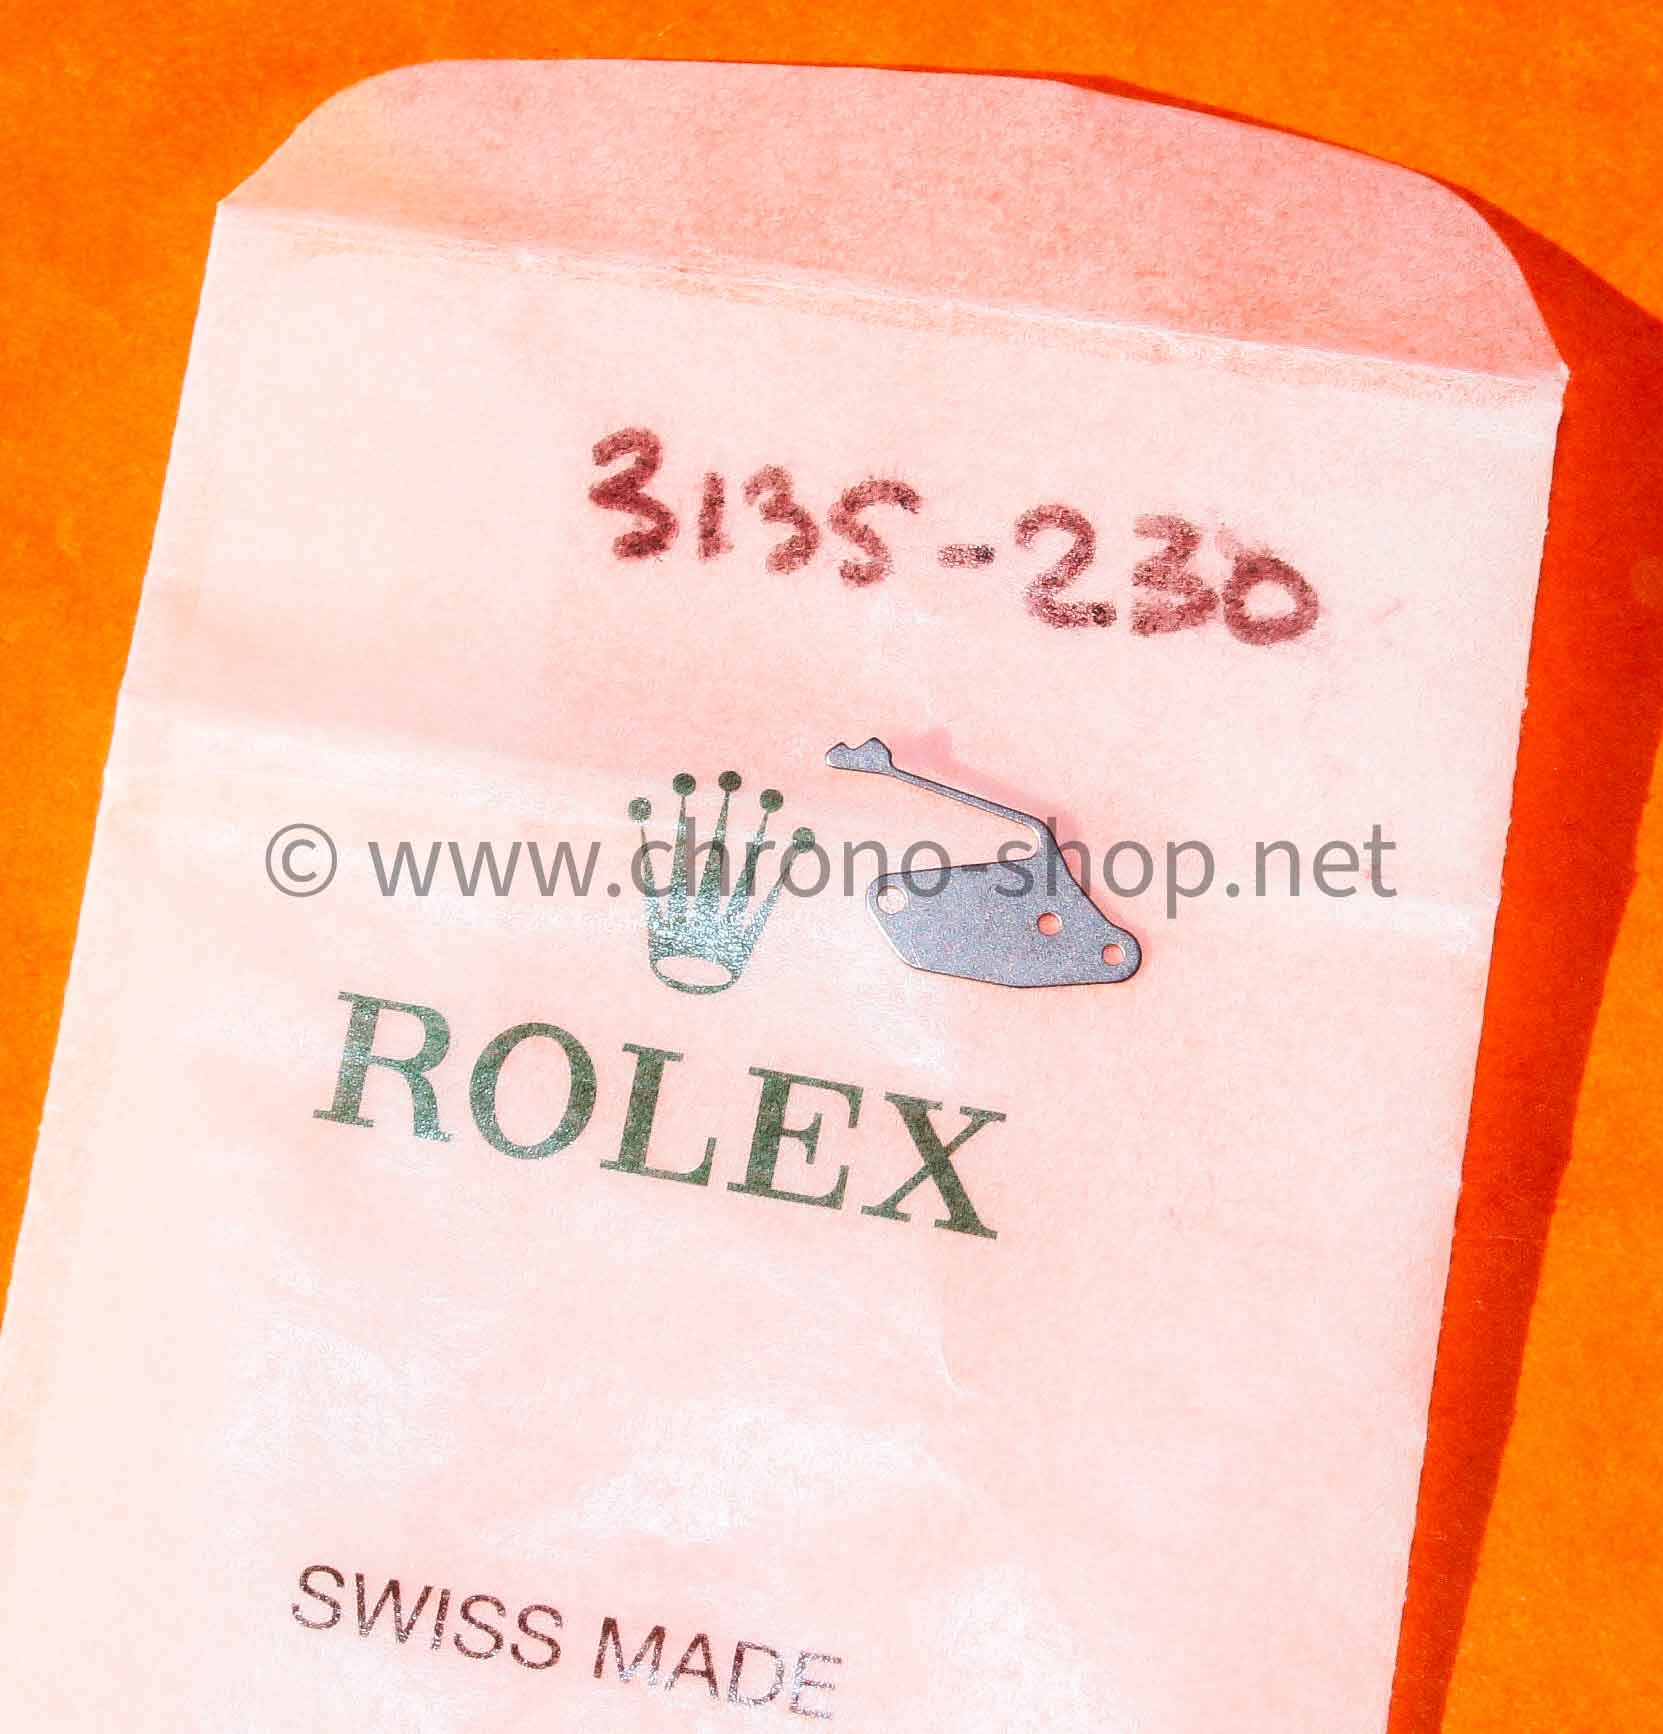 3135-230
© www.chrono-shop.net
ROLEX
SWISS MADE